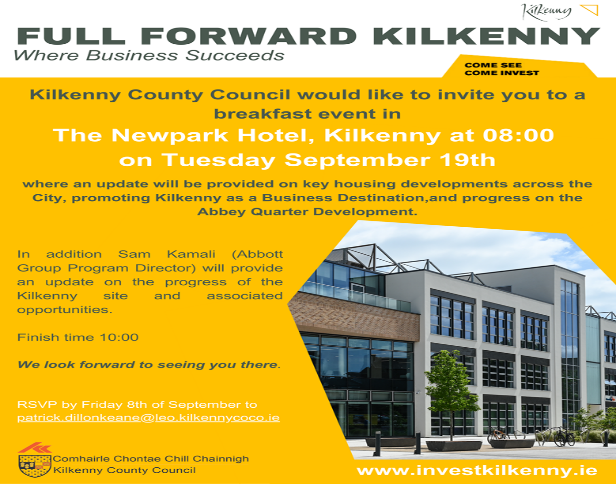 Kilkenny
FULL FORWARD KILKENNY
Where Business Succeeds
COME SEE
COME INVEST
Kilkenny County Council would like to invite you to a
breakfast event in
The Newpark Hotel, Kilkenny at 08:00
on Tuesday September 19th
where an update will be provided on key housing developments across the
City, promoting Kilkenny as a Business Destination,and progress on the
Abbey Quarter Development.
In addition Sam Kamali (Abbott
Group Program Director) will provide
an update on the progress of the
Kilkenny site and associated
opportunities.
Finish time 10:00
We look forward to seeing you there.
RSVP by Friday 8th of September to
patrick.dillonkeane@leo.kilkennycoco.ie
Comhairle Chontae Chill Chainnigh
Kilkenny County Council
www.investkilkenny.ie